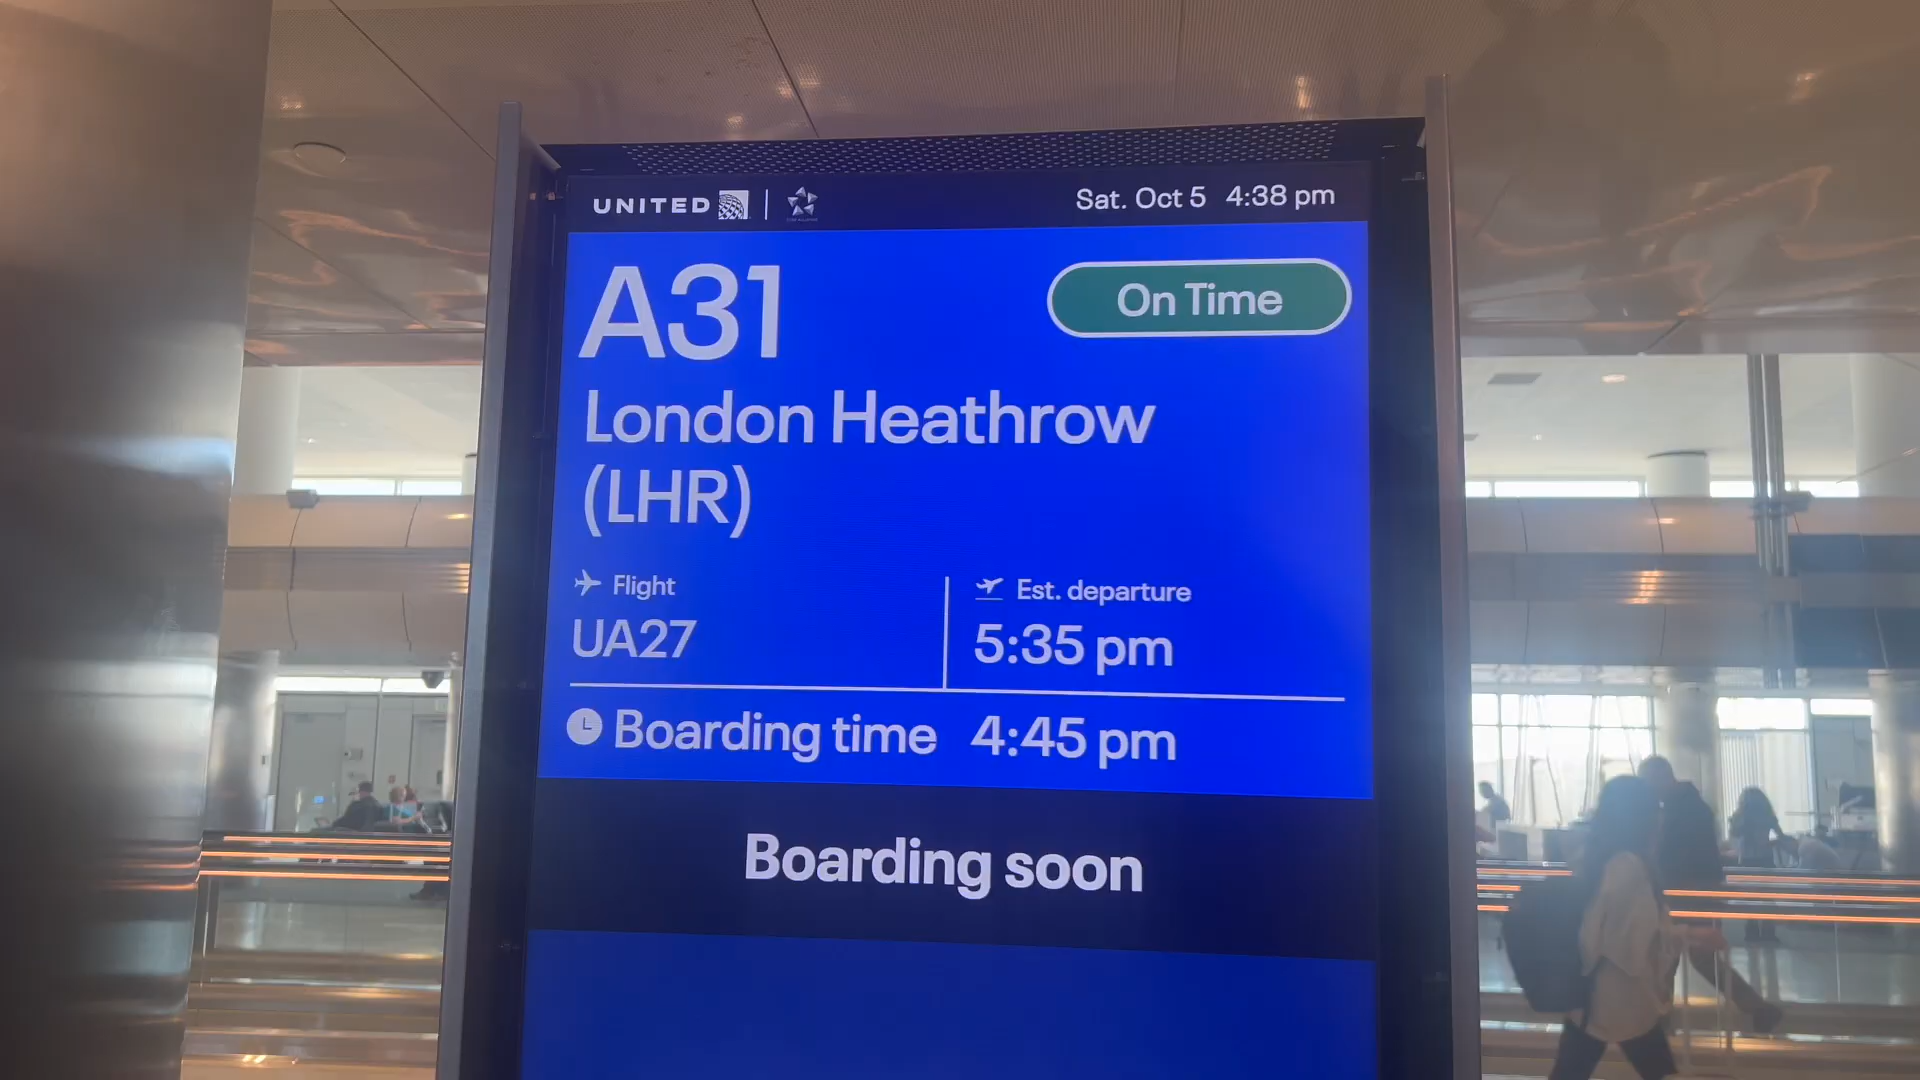 UNITED
Sat. Oct 5 4:38 pm
A31
On Time
London Heathrow
(LHR)
Flight
Est. departure
UA27
5:35 pm
Boarding time 4:45 pm
Boarding soon